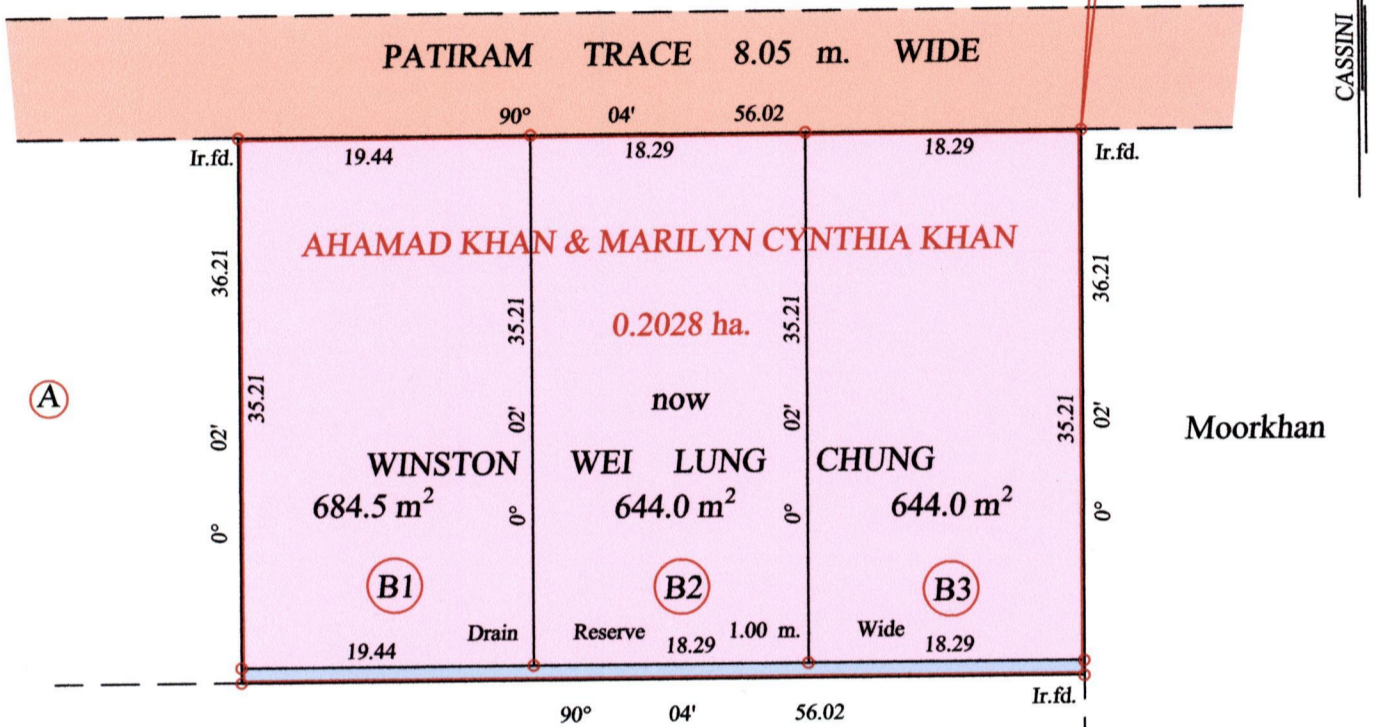 PATIRAM TRACE 8.05 m. WIDE
CASSINI
90° 04' 56.02
Ir.fd. 19.44 18.29 18.29 Ir.fd.
AHAMAD KHAN & MARILYN CYNTHIA KHAN
36.21
36.21
35.21
35.21
0.2028 ha.
35.21
35.21
A
now
02'
02'
02'
02'
Moorkhan
WINSTON WEI LUNG CHUNG
684.5 m² 644.0 m² 644.0 m²
0°
0°
0°
0°
B1 B2 B3
Drain Reserve 1.00 m. Wide
19.44 18.29 18.29
Ir.fd.
90° 04' 56.02